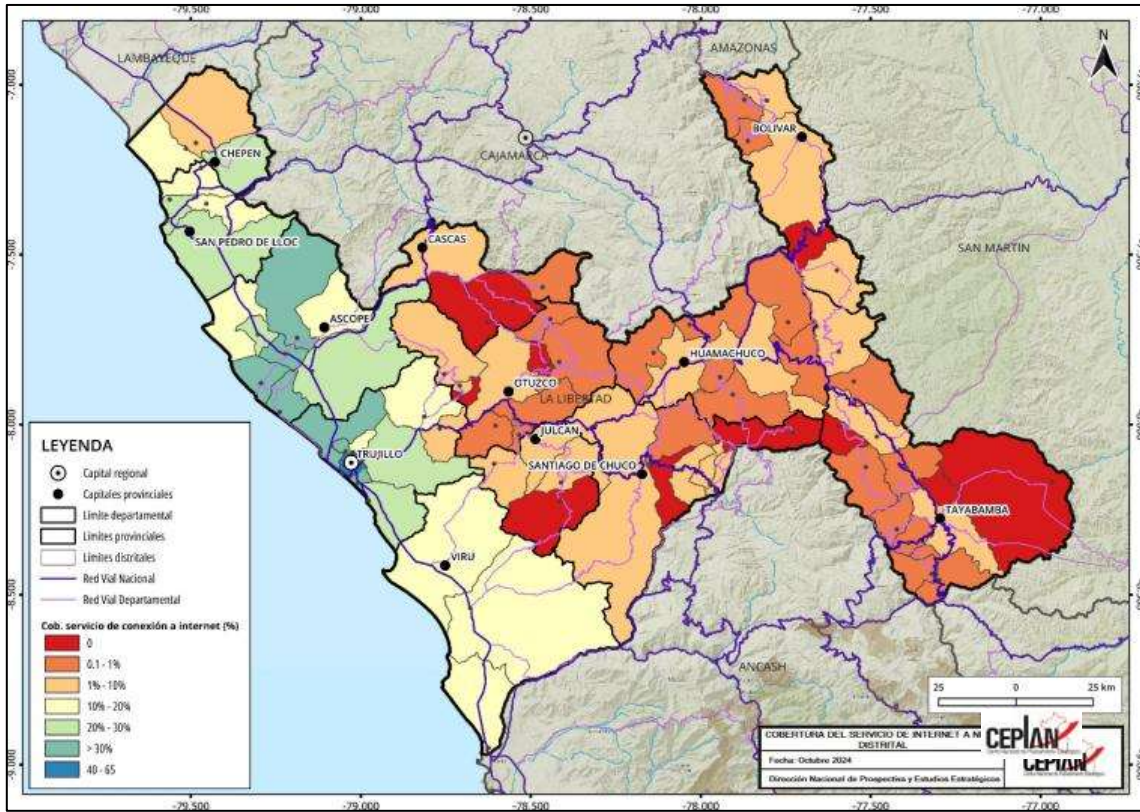 -79.500
-79.000
-78.500
-78.000
-77.500
-77.000
N
LAMBAYEQUE
AMAZONAS
-7.000
BOLIVAR
CHEPEN
CAJAMARCA
SAN PEDRO DE LLOC
CASCAS
SAN MARTIN
-7.500
ASCOPE
HUAMACHUCO
OTUZCO
LA LIBERTAD
-8.000
JULCAN
TRUJILLO
SANTIAGO DE CHUCO
TAYABAMBA
VIRU
-8.500
ANCASH
LEYENDA
Capital regional
Capitales provinciales
Límite departamental
Límites provinciales
Límites distritales
Red Vial Nacional
Red Vial Departamental
Cob. servicio de conexión a internet (%)
0
0.1 - 1%
1% - 10%
10% - 20%
20% - 30%
> 30%
40 - 65
25 0 25 km
COBERTURA DEL SERVICIO DE INTERNET A
DISTRITAL
Fecha: Octubre 2024
Dirección Nacional de Prospectiva y Estudios Estratégicos
CEPLAN
CEPLAN
-9.000
-79.500
-79.000
-78.500
-78.000
-77.500
-77.000